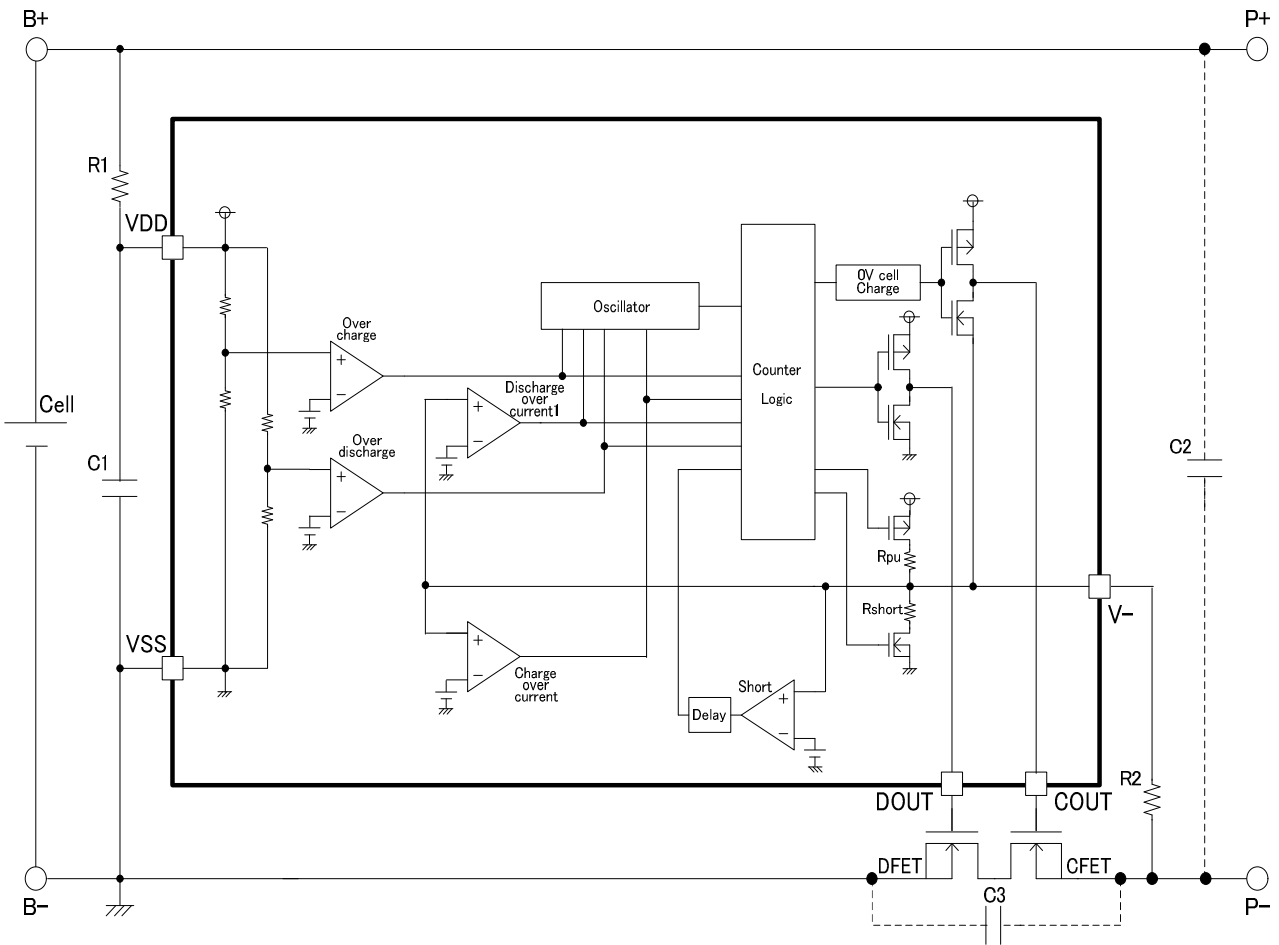 B+
P+
R1
VDD
Oscillator
0V cell
Charge
Over
charge
+
−
Counter
Logic
Discharge
over
current1
+
−
Cell
Over
discharge
+
−
C1
C2
Rpu
Rshort
V-
VSS
+
−
Charge
over
current
Short
+
−
Delay
R2
DOUT
COUT
DFET
CFET
C3
B-
P-